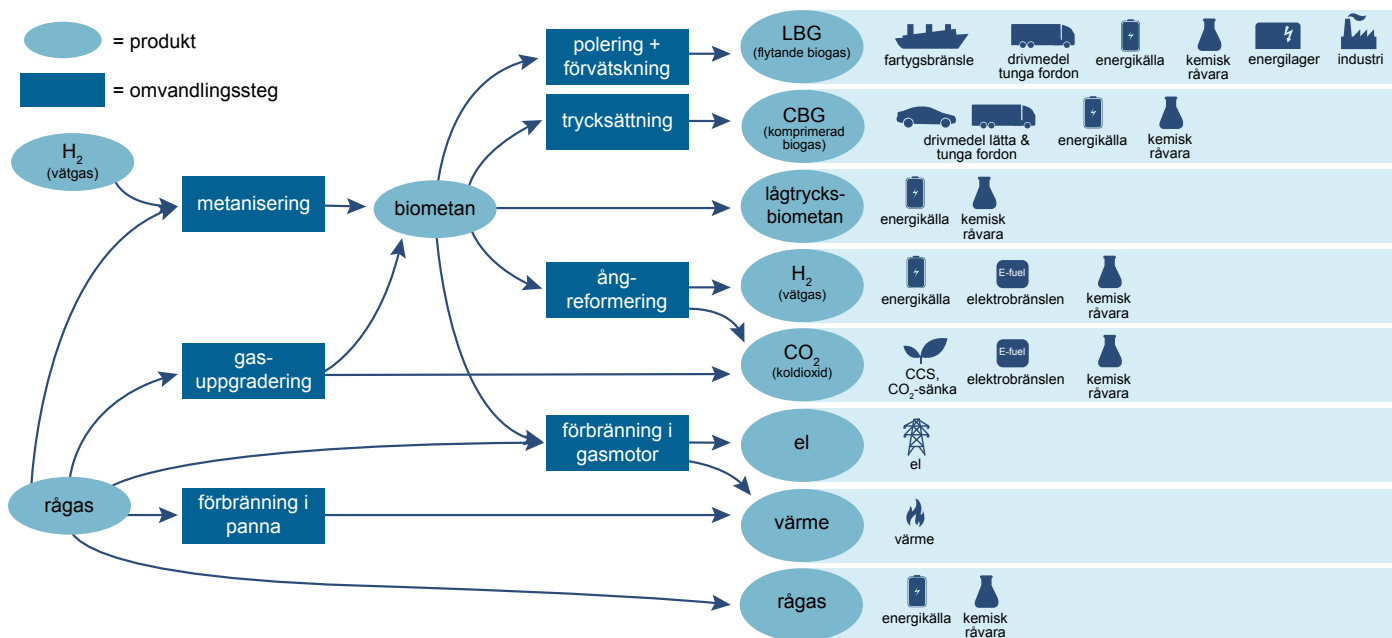 = produkt
= omvandlingssteg
H₂
(vätgas)
rågas
metanisering
gas-
uppgradering
förbränning i
panna
biometan
polering +
förvätskning
trycksättning
ång-
reformering
förbränning i
gasmotor
LBG
(flytande biogas)
fartygsbränsle
drivmedel
tunga fordon
energikälla
kemisk
råvara
energilager
industri
CBG
(komprimerad
biogas)
drivmedel lätta &
tunga fordon
energikälla
kemisk
råvara
lågtrycks-
biometan
energikälla
kemisk
råvara
H₂
(vätgas)
energikälla
E-fuel
elektrobränslen
kemisk
råvara
CO₂
(koldioxid)
CCS,
CO₂-sänka
E-fuel
elektrobränslen
kemisk
råvara
el
el
värme
värme
rågas
energikälla
kemisk
råvara